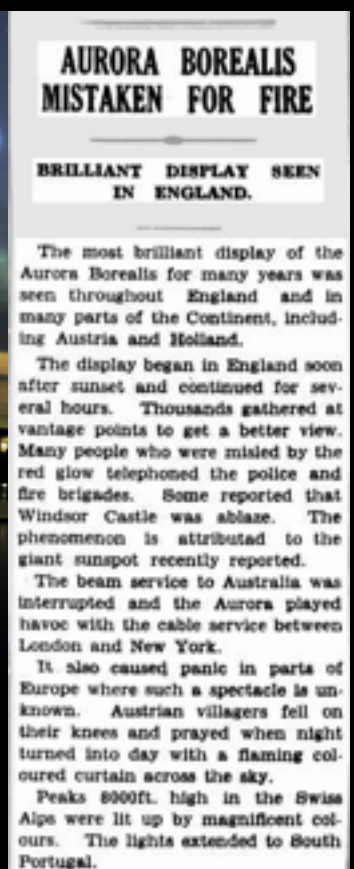 AURORA BOREALIS
MISTAKEN FOR FIRE
BRILLIANT DISPLAY SEEN
IN ENGLAND.
The most brilliant display of the
Aurora Borealis for many years was
seen throughout England and in
many parts of the Continent, includ-
ing Austria and Holland.
The display began in England soon
after sunset and continued for sev-
eral hours. Thousands gathered at
vantage points to get a better view.
Many people who were misled by the
red glow telephoned the police and
fire brigades. Some reported that
Windsor Castle was ablaze. The
phenomenon is attributad to the
giant sunspot recently reported.
The beam service to Australia was
interrupted and the Aurora played
havoc with the cable service between
London and New York.
It also caused panic in parts of
Europe where such a spectacle is un-
known. Austrian villagers fell on
their knees and prayed when night
turned into day with a flaming col-
oured curtain across the sky.
Peaks 8000ft. high in the Swiss
Alps were lit up by magnificent col-
ours. The lights extended to South
Portugal.